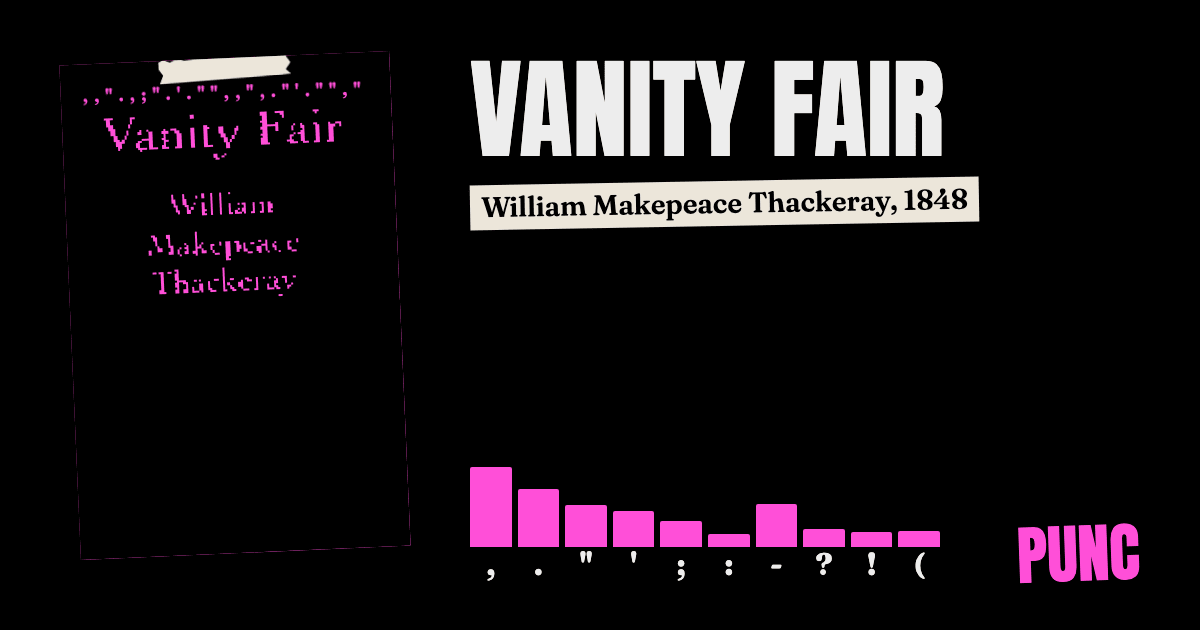 ,,".,;".'."",,",."'."","
Vanity Fair
William
Makepeace
Thackeray
VANITY FAIR
William Makepeace Thackeray, 1848
, . " ' ; : - ? ! (
PUNC